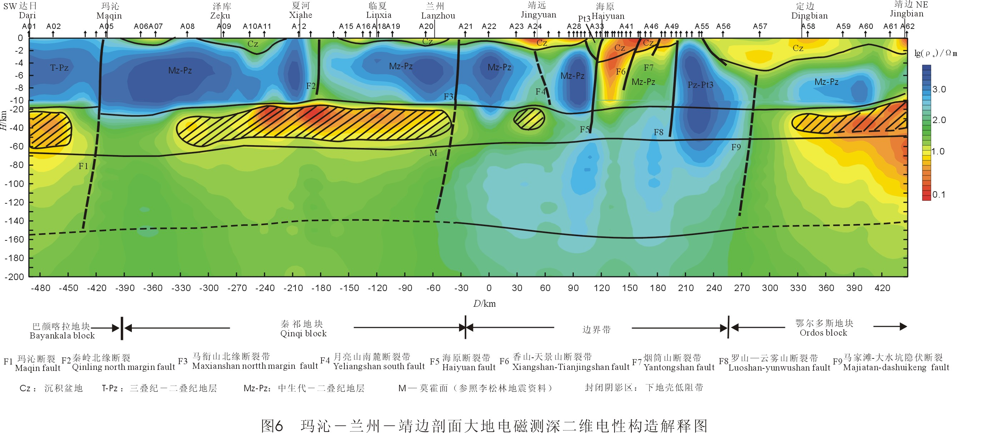 SW 达日 玛沁 泽库 夏河 临夏 兰州 靖远 海原 定边 靖边 NE
Dari Maqin Zeku Xiahe Linxia Lanzhou Jingyuan Pt3 Haiyuan Dingbian Jingbian
A01 A02 A05 A06 A07 A08 A09 A10 A11 A12 A15 A16 A18 A19 A20 A21 A22 A23 A24 A28 A33 A41 A46 A49 A55 A56 A57 A58 A59 A60 A61 A62
0
-2
-4
-6
-8
-10
-20
-40
-60
-80
-100
-120
-140
-160
-180
-200
H/km
Cz Cz Cz Cz Cz Cz
T-Pz Mz-Pz Mz-Pz Mz-Pz Mz-Pz Mz-Pz Pz-Pt3 Mz-Pz
F1 F2 F3 F4 F5 F6 F7 F8 F9
M
lg(ρa)/Ωm
3.0
2.0
1.0
0.1
-480 -450 -420 -390 -360 -330 -300 -270 -240 -210 -180 -150 -120 -90 -60 -30 0 30 60 90 120 150 180 210 240 270 300 330 360 390 420
D/km
巴颜喀拉地块 秦祁地块 边界带 鄂尔多斯地块
Bayankala block Qinqi block Ordos block
F1 玛沁断裂 F2 秦岭北缘断裂 F3 马衔山北缘断裂带 F4 月亮山南麓断裂带 F5 海原断裂带 F6 香山-天景山断裂带 F7 烟筒山断裂带 F8 罗山—云雾山断裂带 F9 马家滩-大水坑隐伏断裂
Maqin fault Qinling north margin fault Maxianshan nortth margin fault Yeliangshan south fault Haiyuan fault Xiangshan-Tianjingshan fault Yantongshan fault Luoshan-yunwushan fault Majiatan-dashuikeng fault
Cz： 沉积盆地 T-Pz： 三叠纪－二叠纪地层 Mz-Pz： 中生代－二叠纪地层 M— 莫霍面（参照李松林地震资料） 封闭阴影区： 下地壳低阻带
图6 玛沁－兰州－靖边剖面大地电磁测深二维电性构造解释图